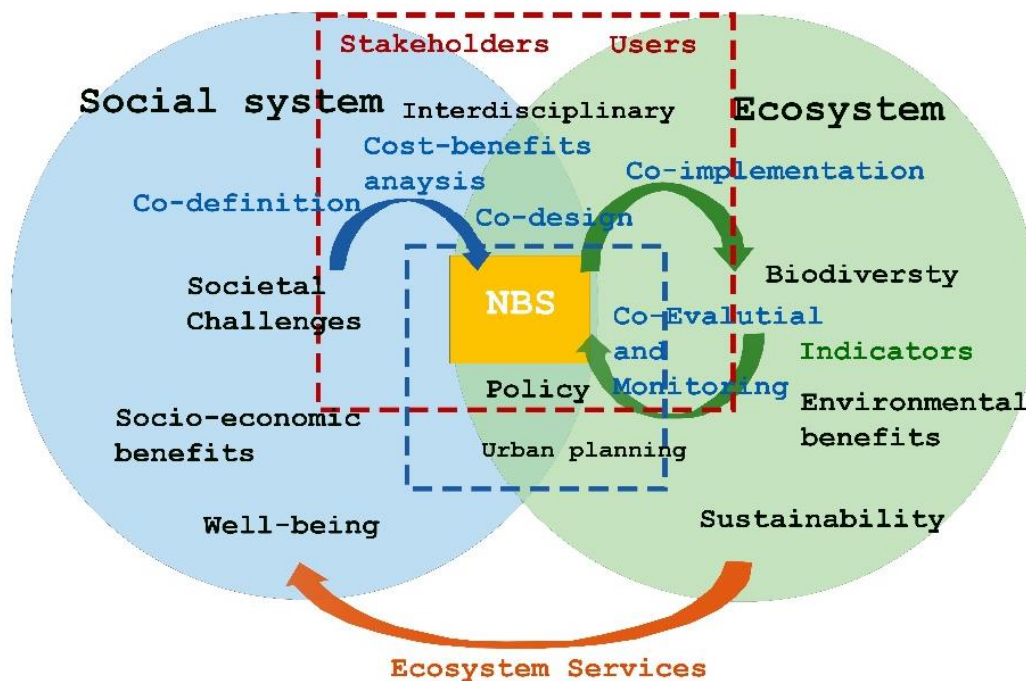 Stakeholders Users
Social system
Interdisciplinary
Ecosystem
Cost-benefits
anaysis
Co-implementation
Co-definition
Co-design
Biodiversty
Societal
Challenges
NBS
Co-Evalutial
and
Monitoring
Indicators
Policy
Environmental
benefits
Socio-economic
benefits
Urban planning
Well-being
Sustainability
Ecosystem Services